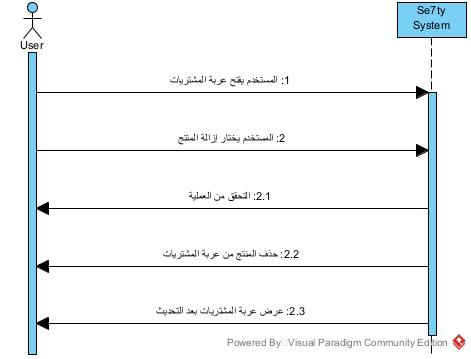 Se7ty
System
User
1: المستخدم يفتح عربة المشتريات
2: المستخدم يختار إزالة المنتج
2.1: التحقق من العملية
2.2: حذف المنتج من عربة المشتريات
2.3: عرض عربة المشتريات بعد التحديث
Powered By Visual Paradigm Community Edition